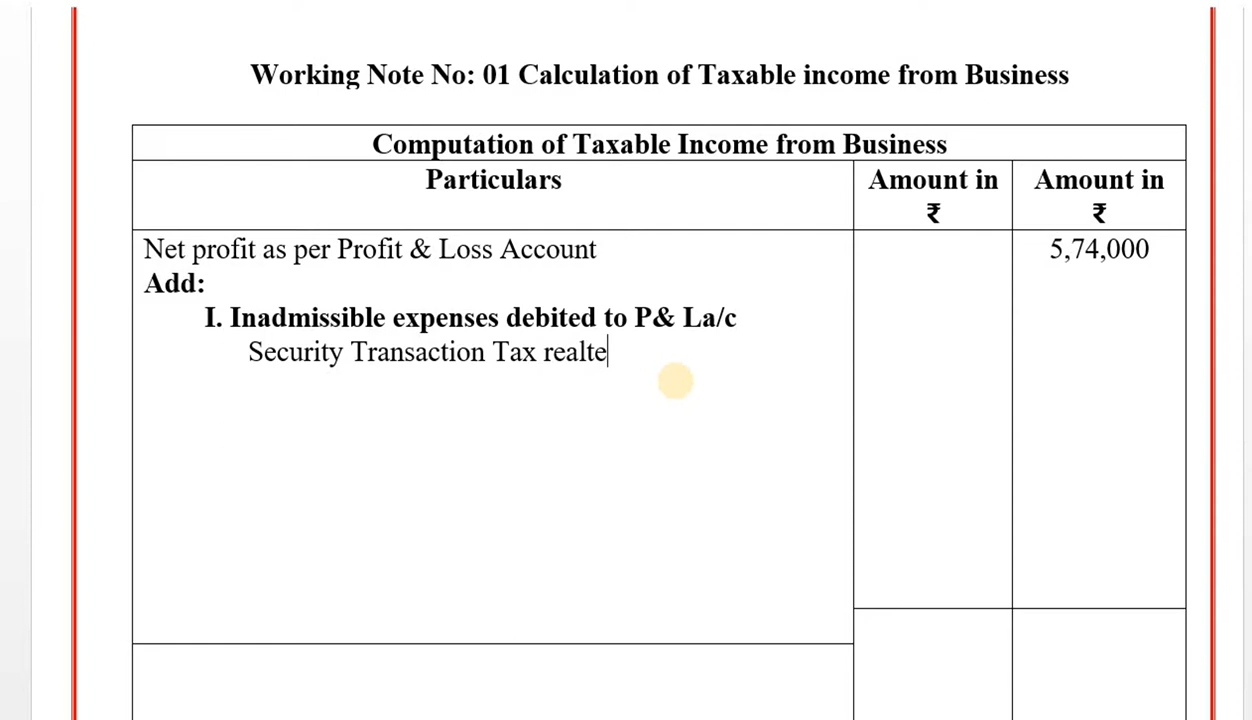 Working Note No: 01 Calculation of Taxable income from Business
Computation of Taxable Income from Business
Particulars
Amount in ₹
Amount in ₹
Net profit as per Profit & Loss Account
5,74,000
Add:
I. Inadmissible expenses debited to P& La/c
Security Transaction Tax realte